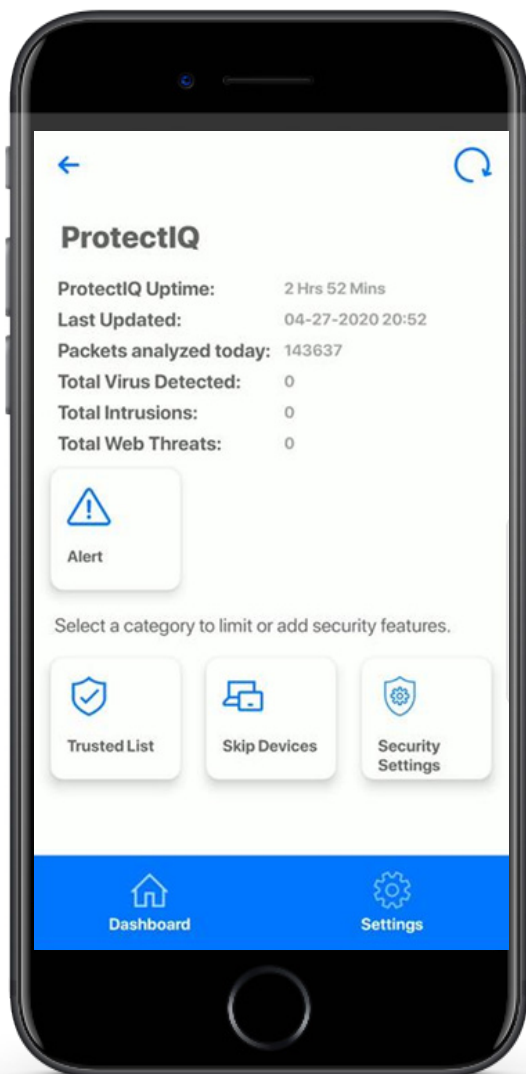 ProtectIQ
ProtectIQ Uptime: 2 Hrs 52 Mins
Last Updated: 04-27-2020 20:52
Packets analyzed today: 143637
Total Virus Detected: 0
Total Intrusions: 0
Total Web Threats: 0
Alert
Select a category to limit or add security features.
Trusted List
Skip Devices
Security
Settings
Dashboard
Settings